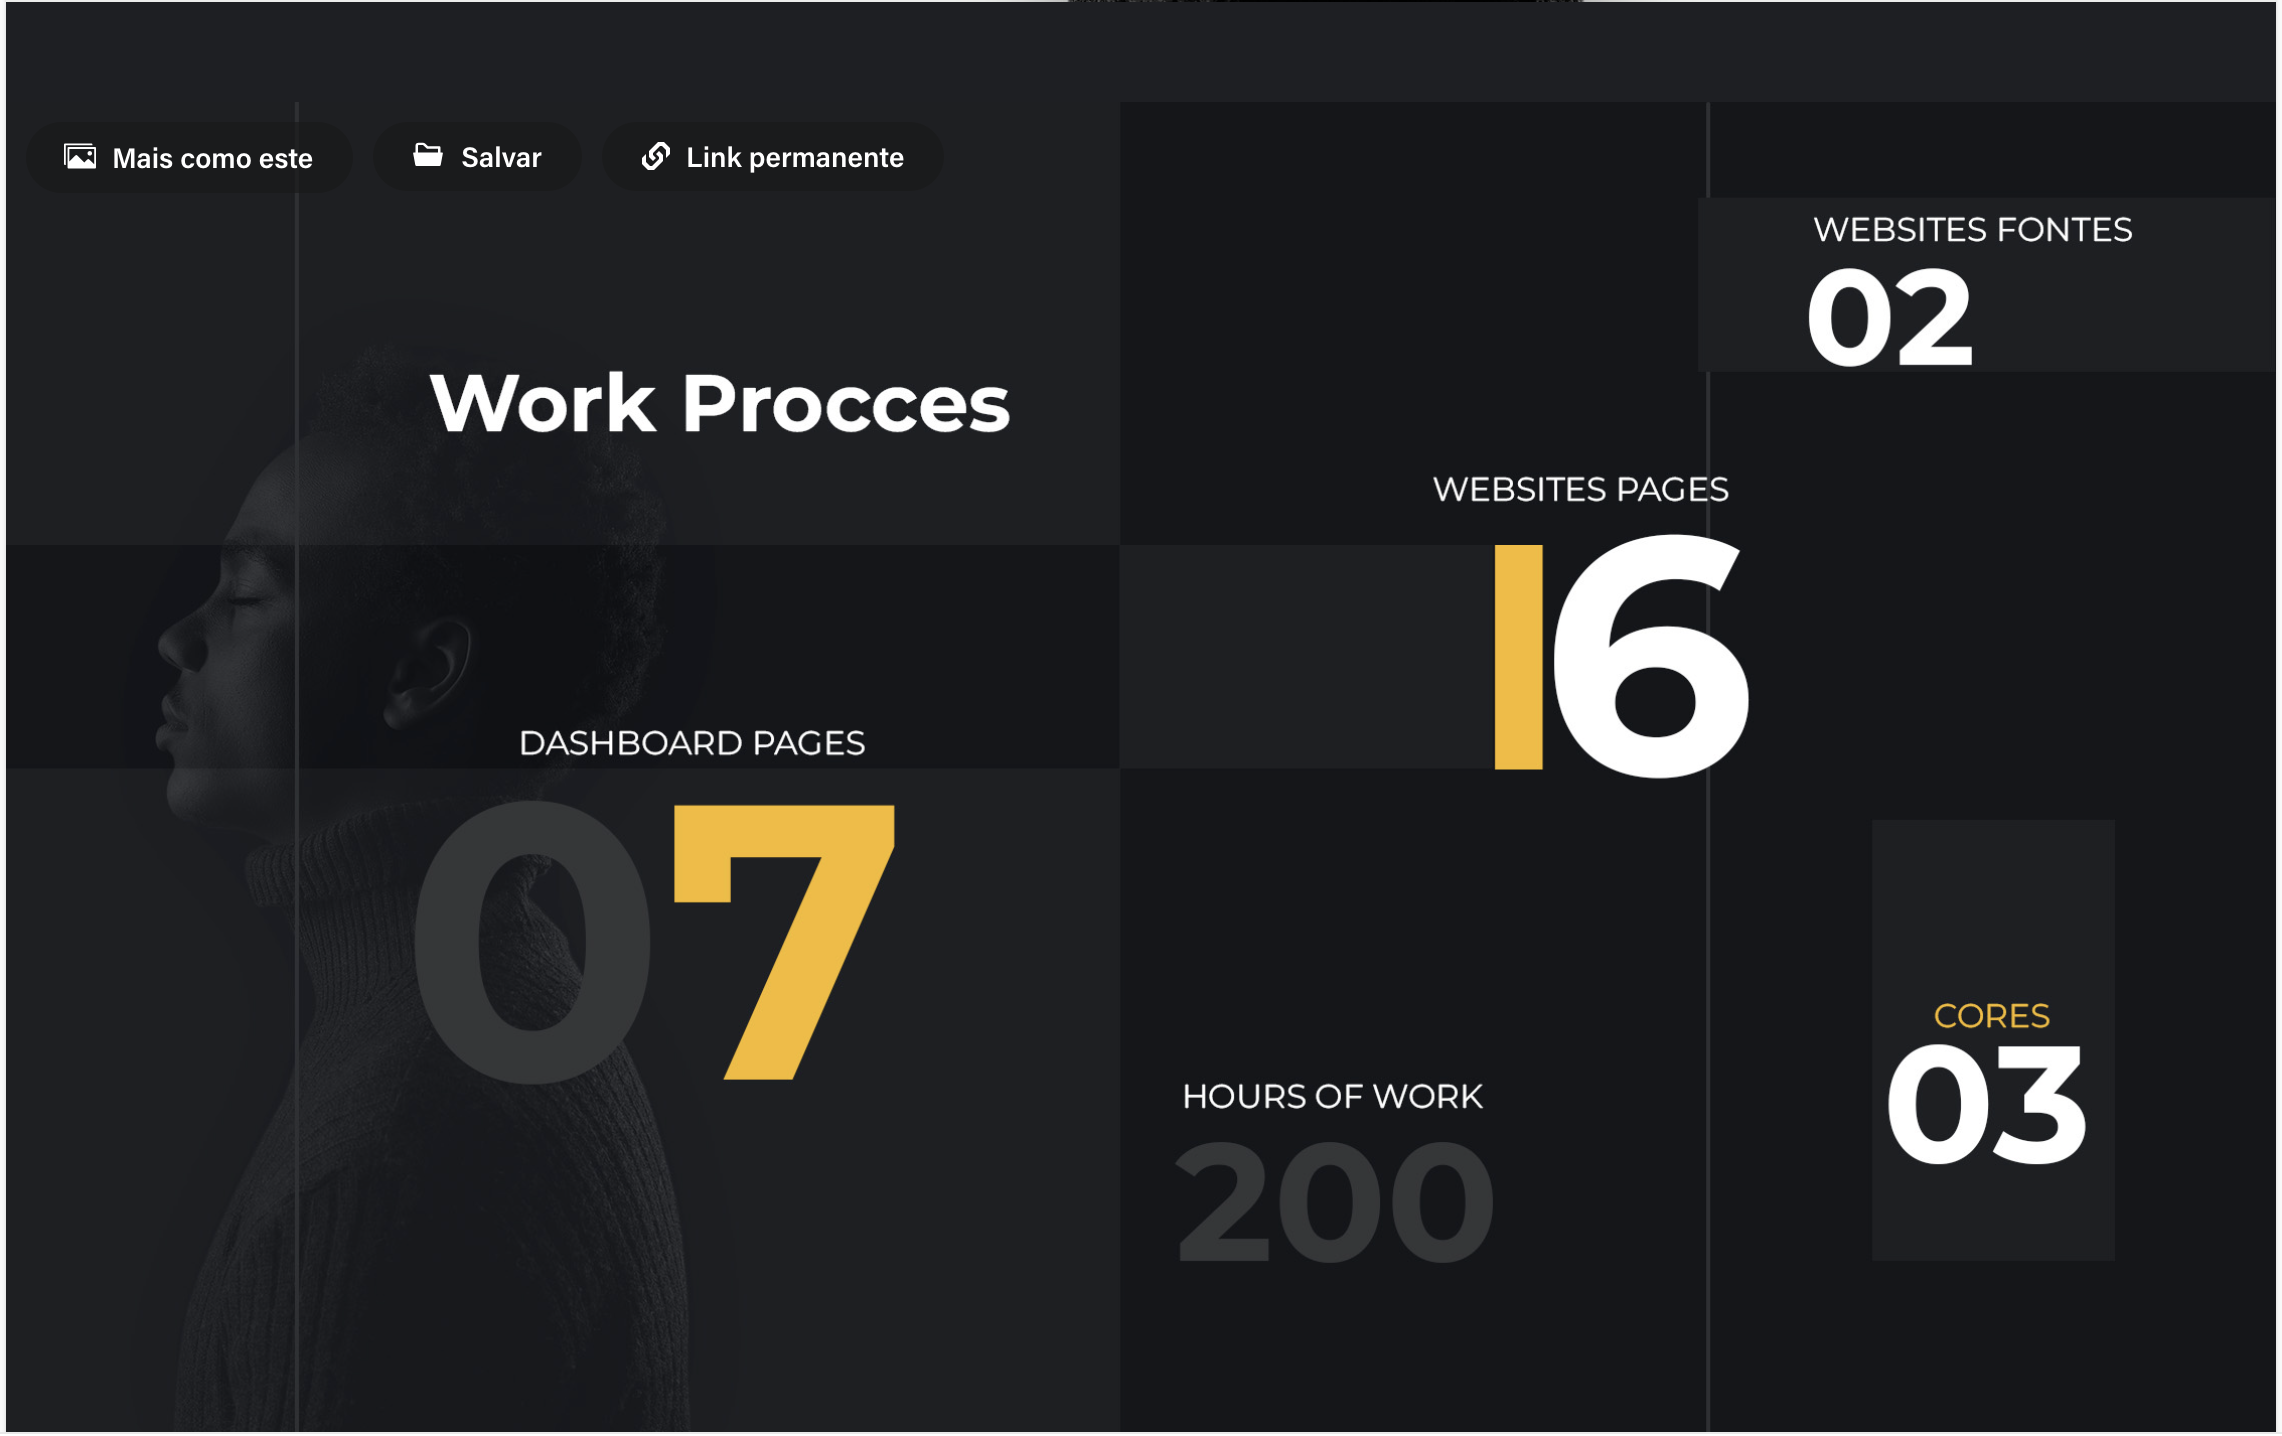 Mais como este
Salvar
Link permanente
WEBSITES FONTES
02
Work Procces
WEBSITES PAGES
16
DASHBOARD PAGES
07
CORES
03
HOURS OF WORK
200